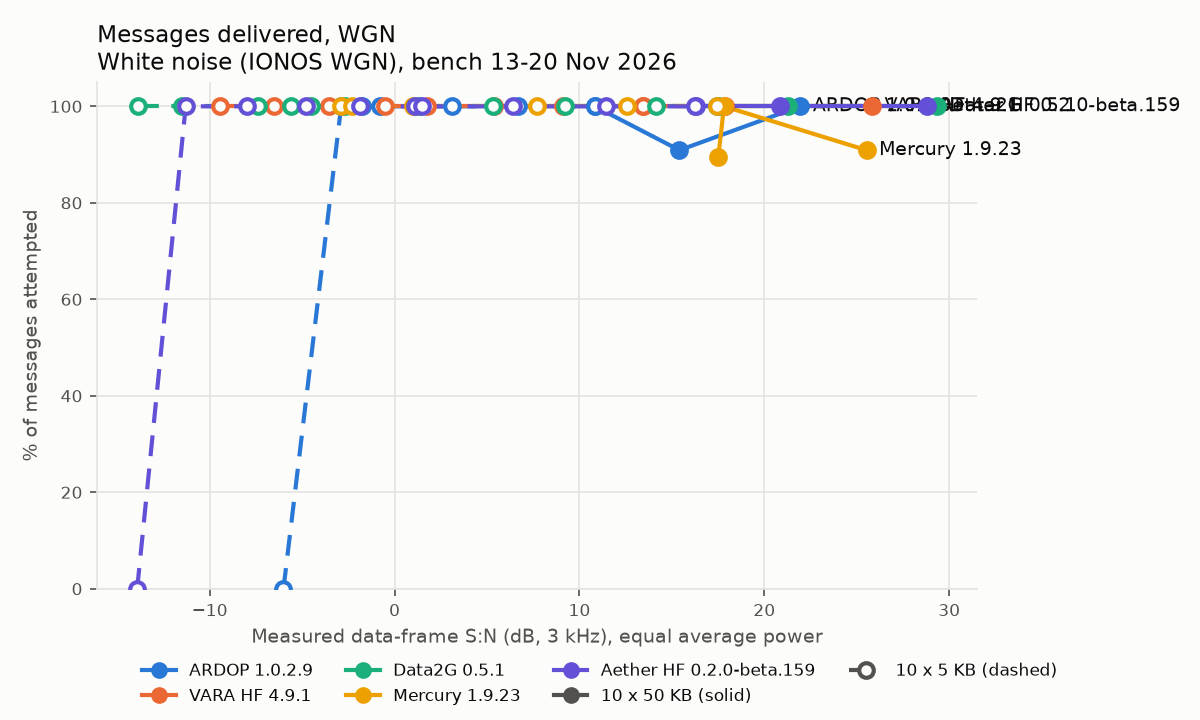 Messages delivered, WGN
White noise (IONOS WGN), bench 13-20 Nov 2026
% of messages attempted
100
80
60
40
20
0
ARDOP
Mercury 1.9.23
−10
0
10
20
30
Measured data-frame S:N (dB, 3 kHz), equal average power
ARDOP 1.0.2.9
Data2G 0.5.1
Aether HF 0.2.0-beta.159
10 x 5 KB (dashed)
VARA HF 4.9.1
Mercury 1.9.23
10 x 50 KB (solid)